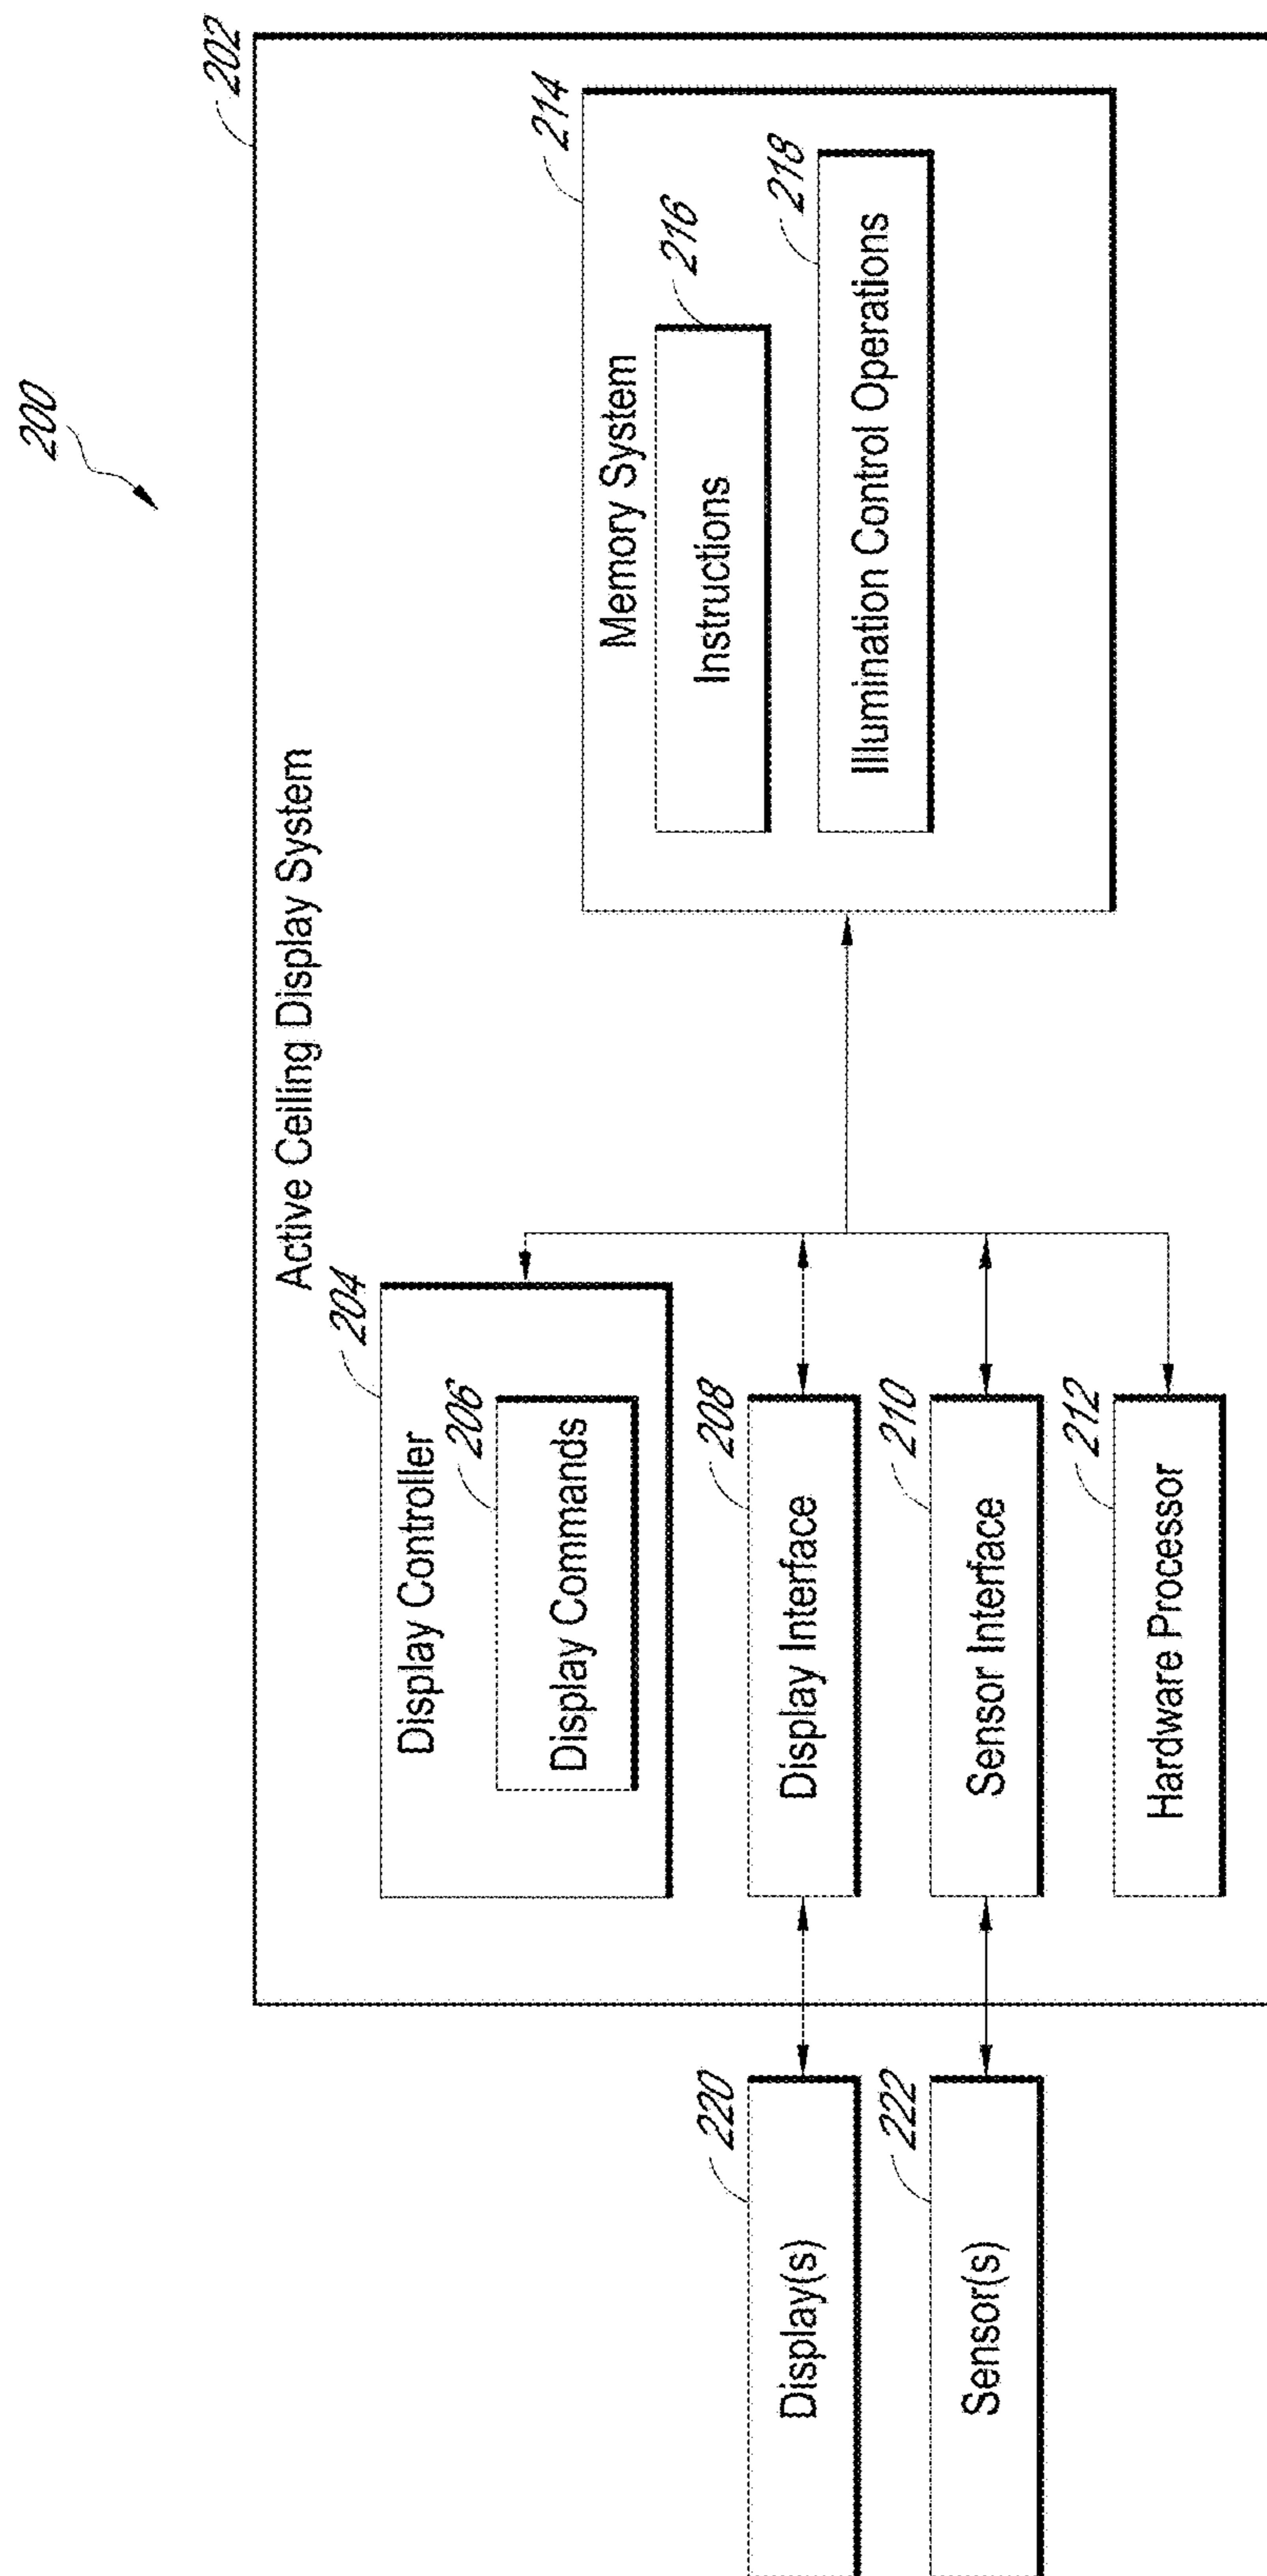 200
202
Active Ceiling Display System
204
Display Controller
206
Display Commands
208
Display Interface
210
Sensor Interface
212
Hardware Processor
214
Memory System
216
Instructions
218
Illumination Control Operations
220
Display(s)
222
Sensor(s)